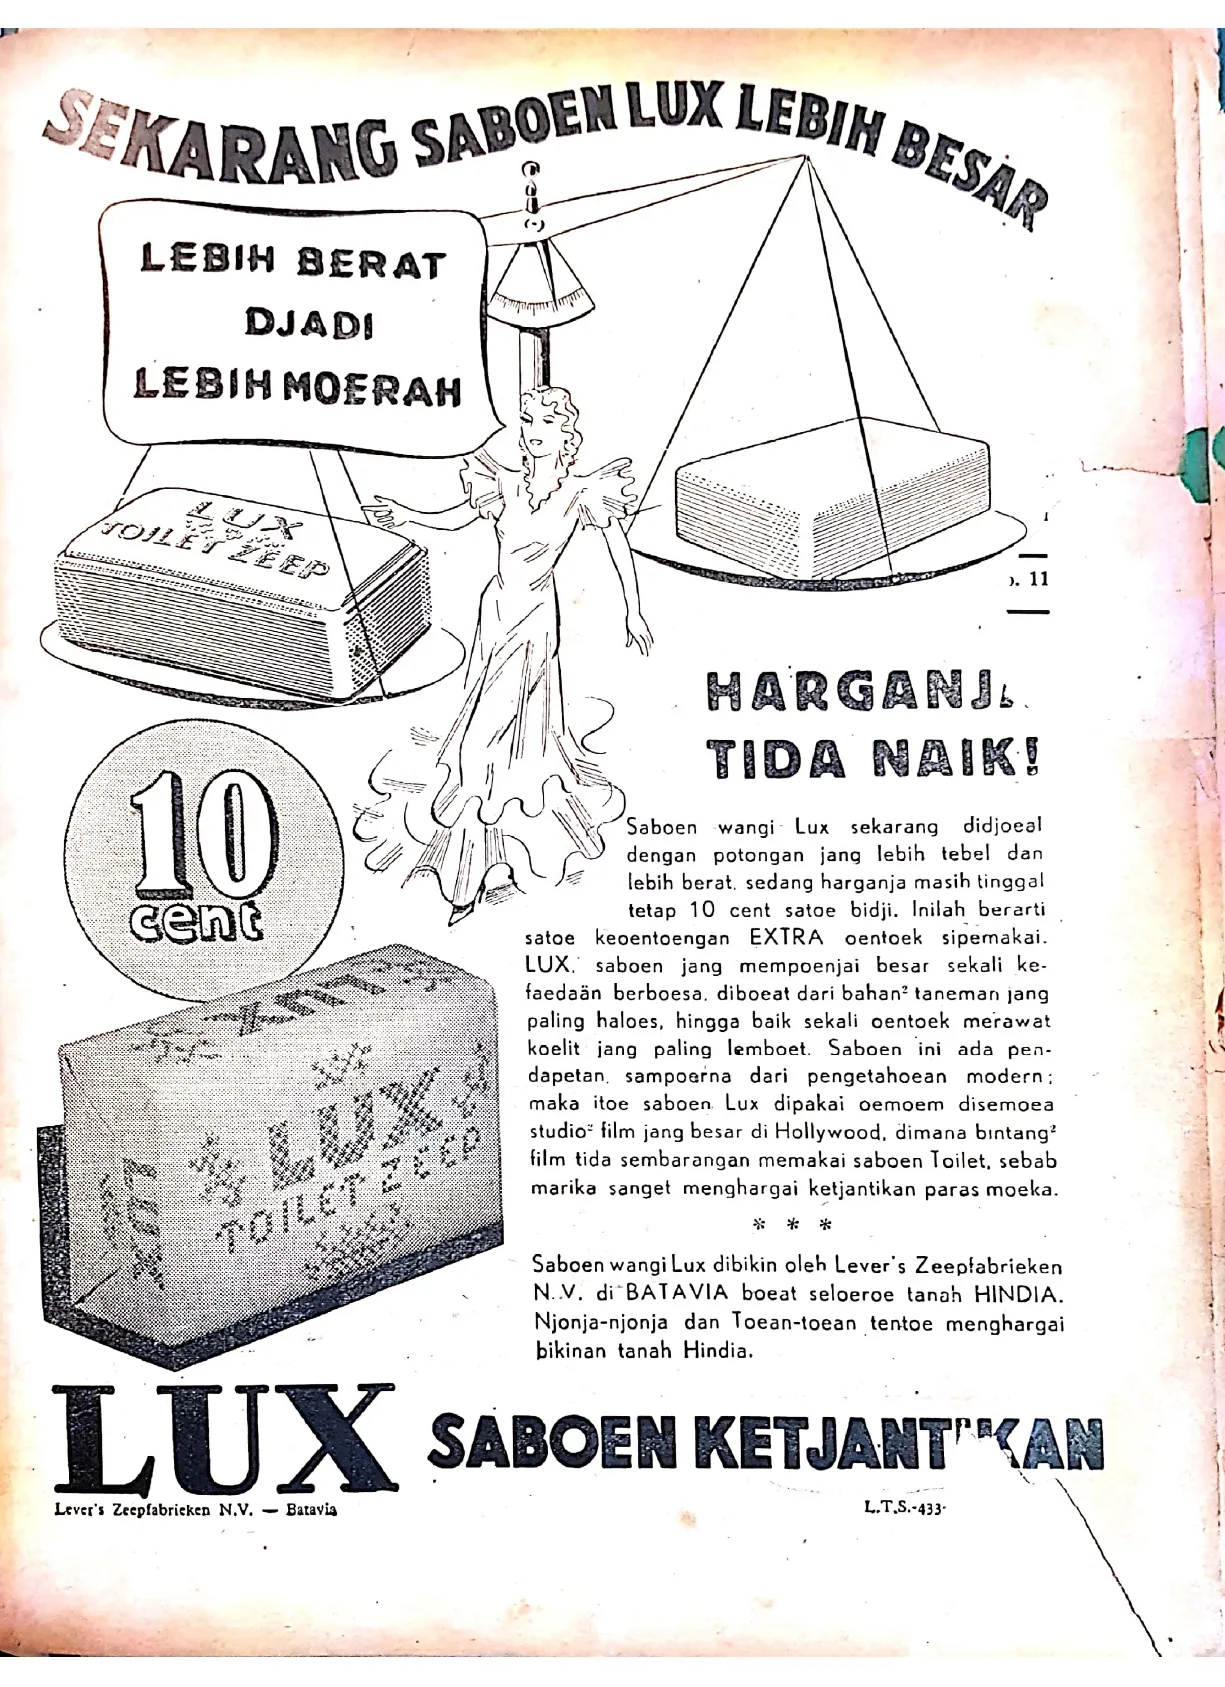 SEKARANG SABOEN LUX LEBIH BESAR
LEBIH BERAT
DJADI
LEBIH MOERAH
LUX
TOILET ZEEP
). 11
HARGANJ
TIDA NAIK!
10
cent
Saboen wangi Lux sekarang didjoeal
dengan potongan jang lebih tebel dan
lebih berat. sedang harganja masih tinggal
tetap 10 cent satoe bidji. Inilah berarti
satoe keoentoengan EXTRA oentoek sipemakai.
LUX, saboen jang mempoenjai besar sekali ke-
faedaän berboesa. diboeat dari bahan² taneman jang
paling haloes, hingga baik sekali oentoek merawat
koelit jang paling lemboet. Saboen ini ada pen-
dapetan. sampoerna dari pengetahoean modern;
maka itoe saboen Lux dipakai oemoem disemoea
studio² film jang besar di Hollywood, dimana bintang²
film tida sembarangan memakai saboen Toilet, sebab
marika sanget menghargai ketjantikan paras moeka.
* * *
Saboen wangi Lux dibikin oleh Lever's Zeepfabrieken
N.V. di BATAVIA boeat seloeroe tanah HINDIA.
Njonja-njonja dan Toean-toean tentoe menghargai
bikinan tanah Hindia.
LUX
LUX
TOILET ZEEP
LUX
LUX SABOEN KETJANTIKAN
Lever's Zeepfabrieken N.V. — Batavia
L.T.S.-433-